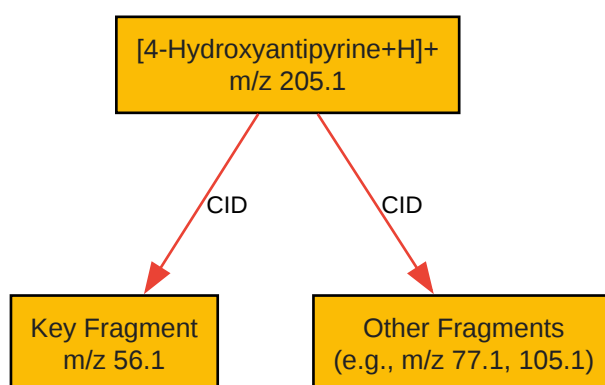 [4-Hydroxyantipyrine+H]+
m/z 205.1
CID
CID
Key Fragment
m/z 56.1
Other Fragments
(e.g., m/z 77.1, 105.1)